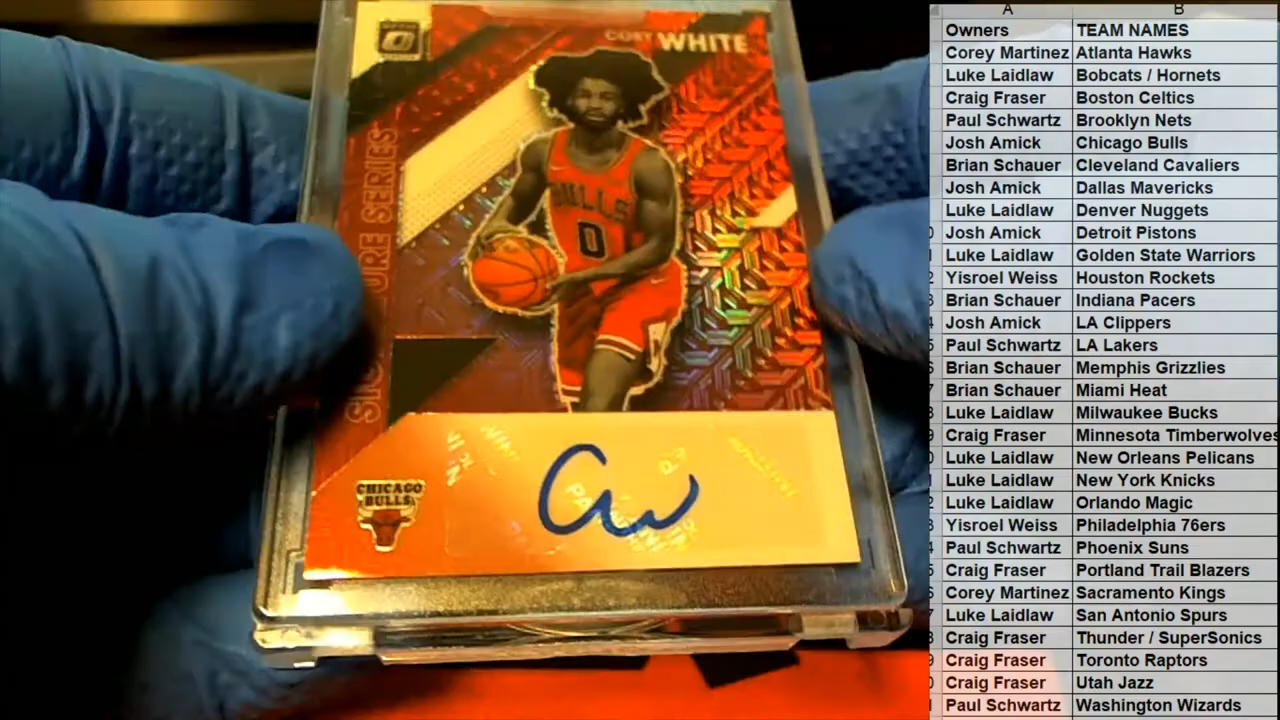 OPTIC
COBY WHITE
SIGNATURE SERIES
BULLS
0
CHICAGO
BULLS
CW
A B
Owners TEAM NAMES
Corey Martinez Atlanta Hawks
Luke Laidlaw Bobcats / Hornets
Craig Fraser Boston Celtics
Paul Schwartz Brooklyn Nets
Josh Amick Chicago Bulls
Brian Schauer Cleveland Cavaliers
Josh Amick Dallas Mavericks
Luke Laidlaw Denver Nuggets
Josh Amick Detroit Pistons
Luke Laidlaw Golden State Warriors
Yisroel Weiss Houston Rockets
Brian Schauer Indiana Pacers
Josh Amick LA Clippers
Paul Schwartz LA Lakers
Brian Schauer Memphis Grizzlies
Brian Schauer Miami Heat
Luke Laidlaw Milwaukee Bucks
Craig Fraser Minnesota Timberwolves
Luke Laidlaw New Orleans Pelicans
Luke Laidlaw New York Knicks
Luke Laidlaw Orlando Magic
Yisroel Weiss Philadelphia 76ers
Paul Schwartz Phoenix Suns
Craig Fraser Portland Trail Blazers
Corey Martinez Sacramento Kings
Luke Laidlaw San Antonio Spurs
Craig Fraser Thunder / SuperSonics
Craig Fraser Toronto Raptors
Craig Fraser Utah Jazz
Paul Schwartz Washington Wizards